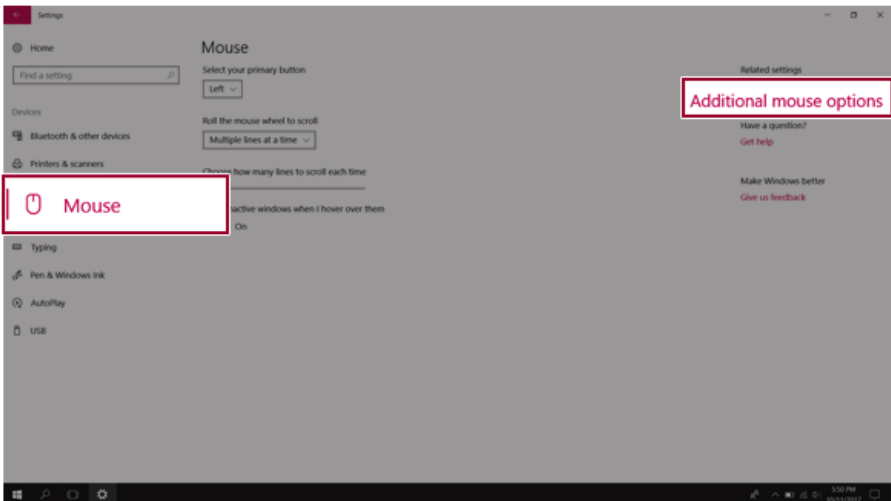 Settings
Home
Find a setting
Devices
Bluetooth & other devices
Printers & scanners
Mouse
Typing
Pen & Windows Ink
AutoPlay
USB
Mouse
Select your primary button
Left
Roll the mouse wheel to scroll
Multiple lines at a time
Choose how many lines to scroll each time
inactive windows when I hover over them
On
Related settings
Additional mouse options
Have a question?
Get help
Make Windows better
Give us feedback
5:50 PM
10/11/2017